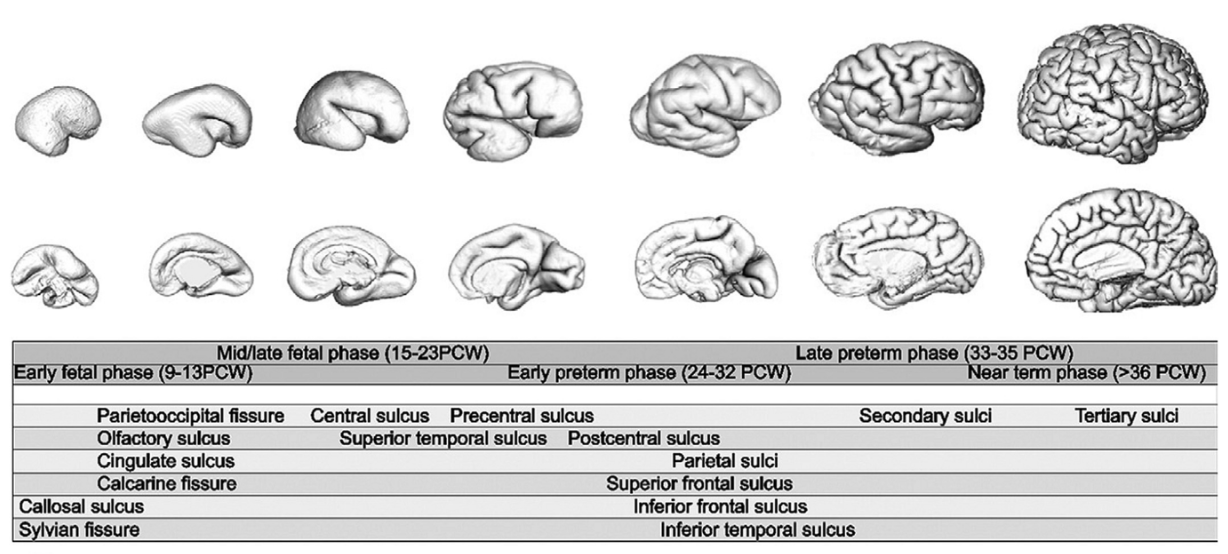 Mid/late fetal phase (15-23PCW) Late preterm phase (33-35 PCW)
Early fetal phase (9-13PCW) Early preterm phase (24-32 PCW) Near term phase (>36 PCW)
Parietooccipital fissure Central sulcus Precentral sulcus Secondary sulci Tertiary sulci
Olfactory sulcus Superior temporal sulcus Postcentral sulcus
Cingulate sulcus Parietal sulci
Calcarine fissure Superior frontal sulcus
Callosal sulcus Inferior frontal sulcus
Sylvian fissure Inferior temporal sulcus